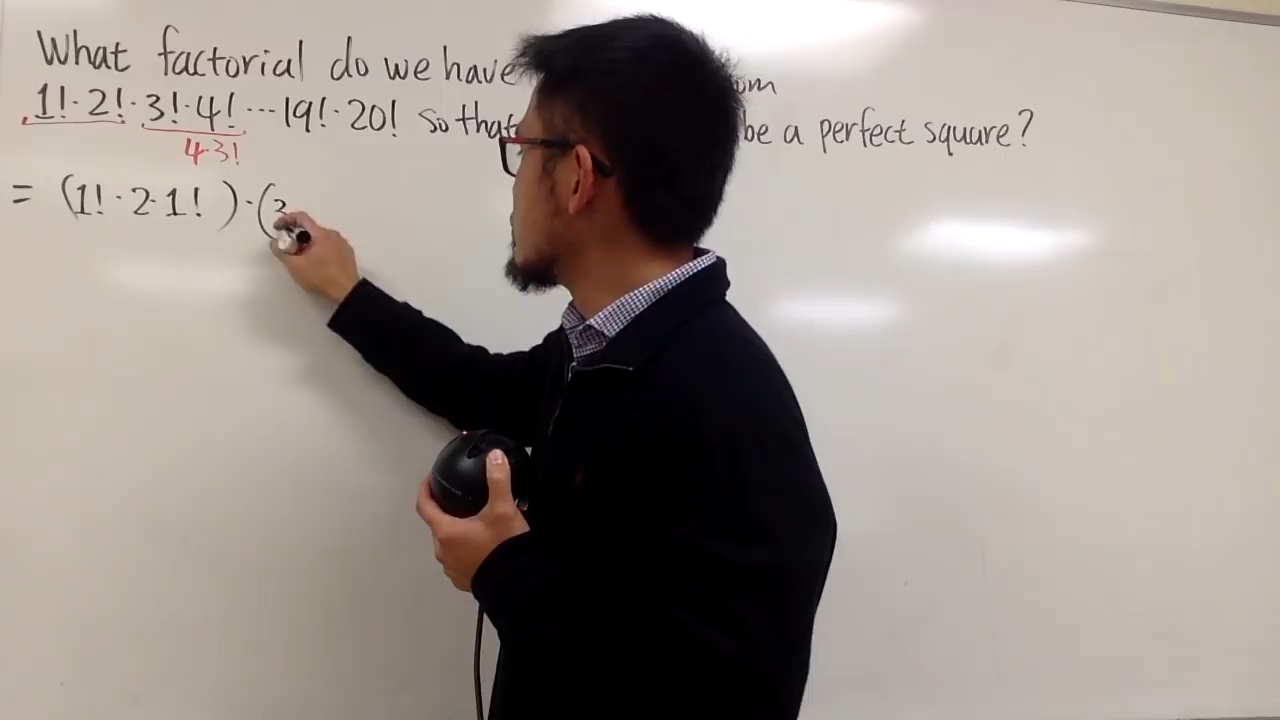 What factorial do we have om
1!·2!·3!·4!···19!·20! so that be a perfect square?
4·3!
= (1!·2·1! )·(3